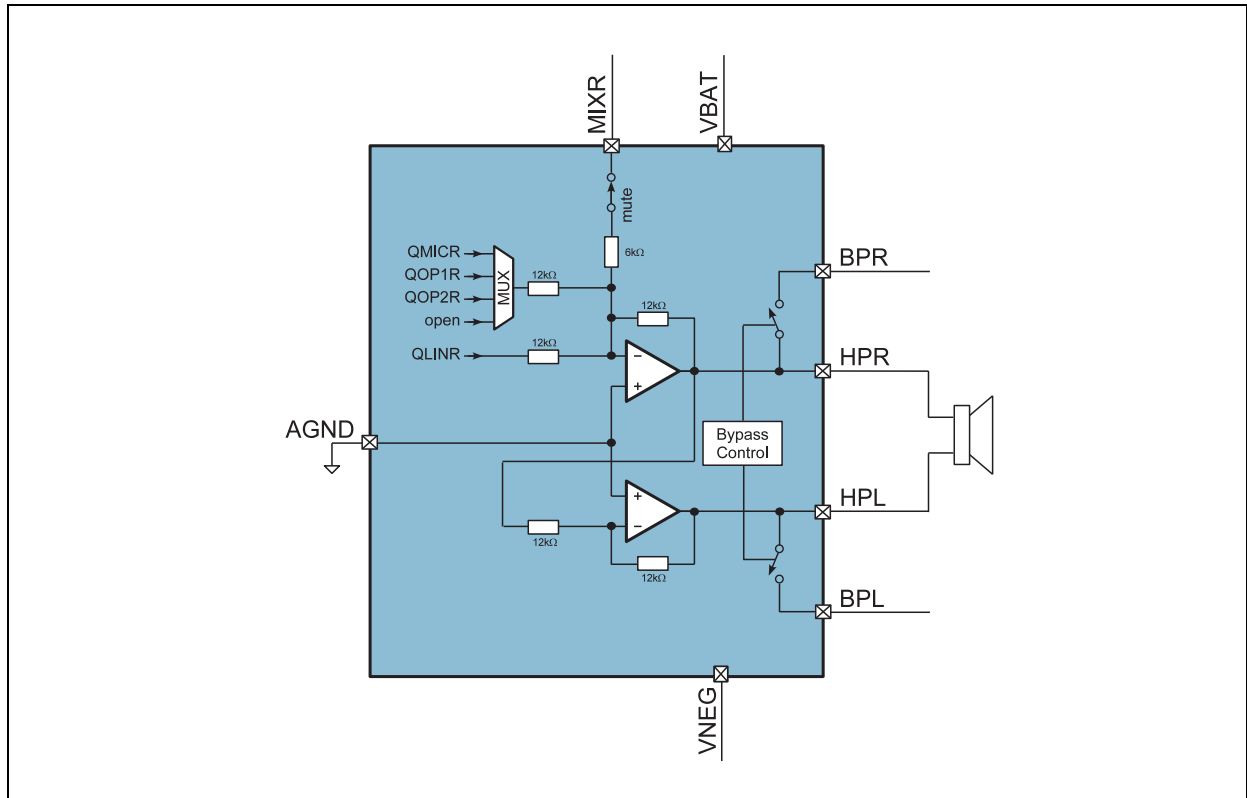 MIXR
VBAT
mute
6kΩ
QMICR
QOP1R
QOP2R
open
MUX
12kΩ
12kΩ
QLINR
12kΩ
BPR
HPR
AGND
Bypass
Control
HPL
12kΩ
12kΩ
BPL
VNEG
−
+
+
−